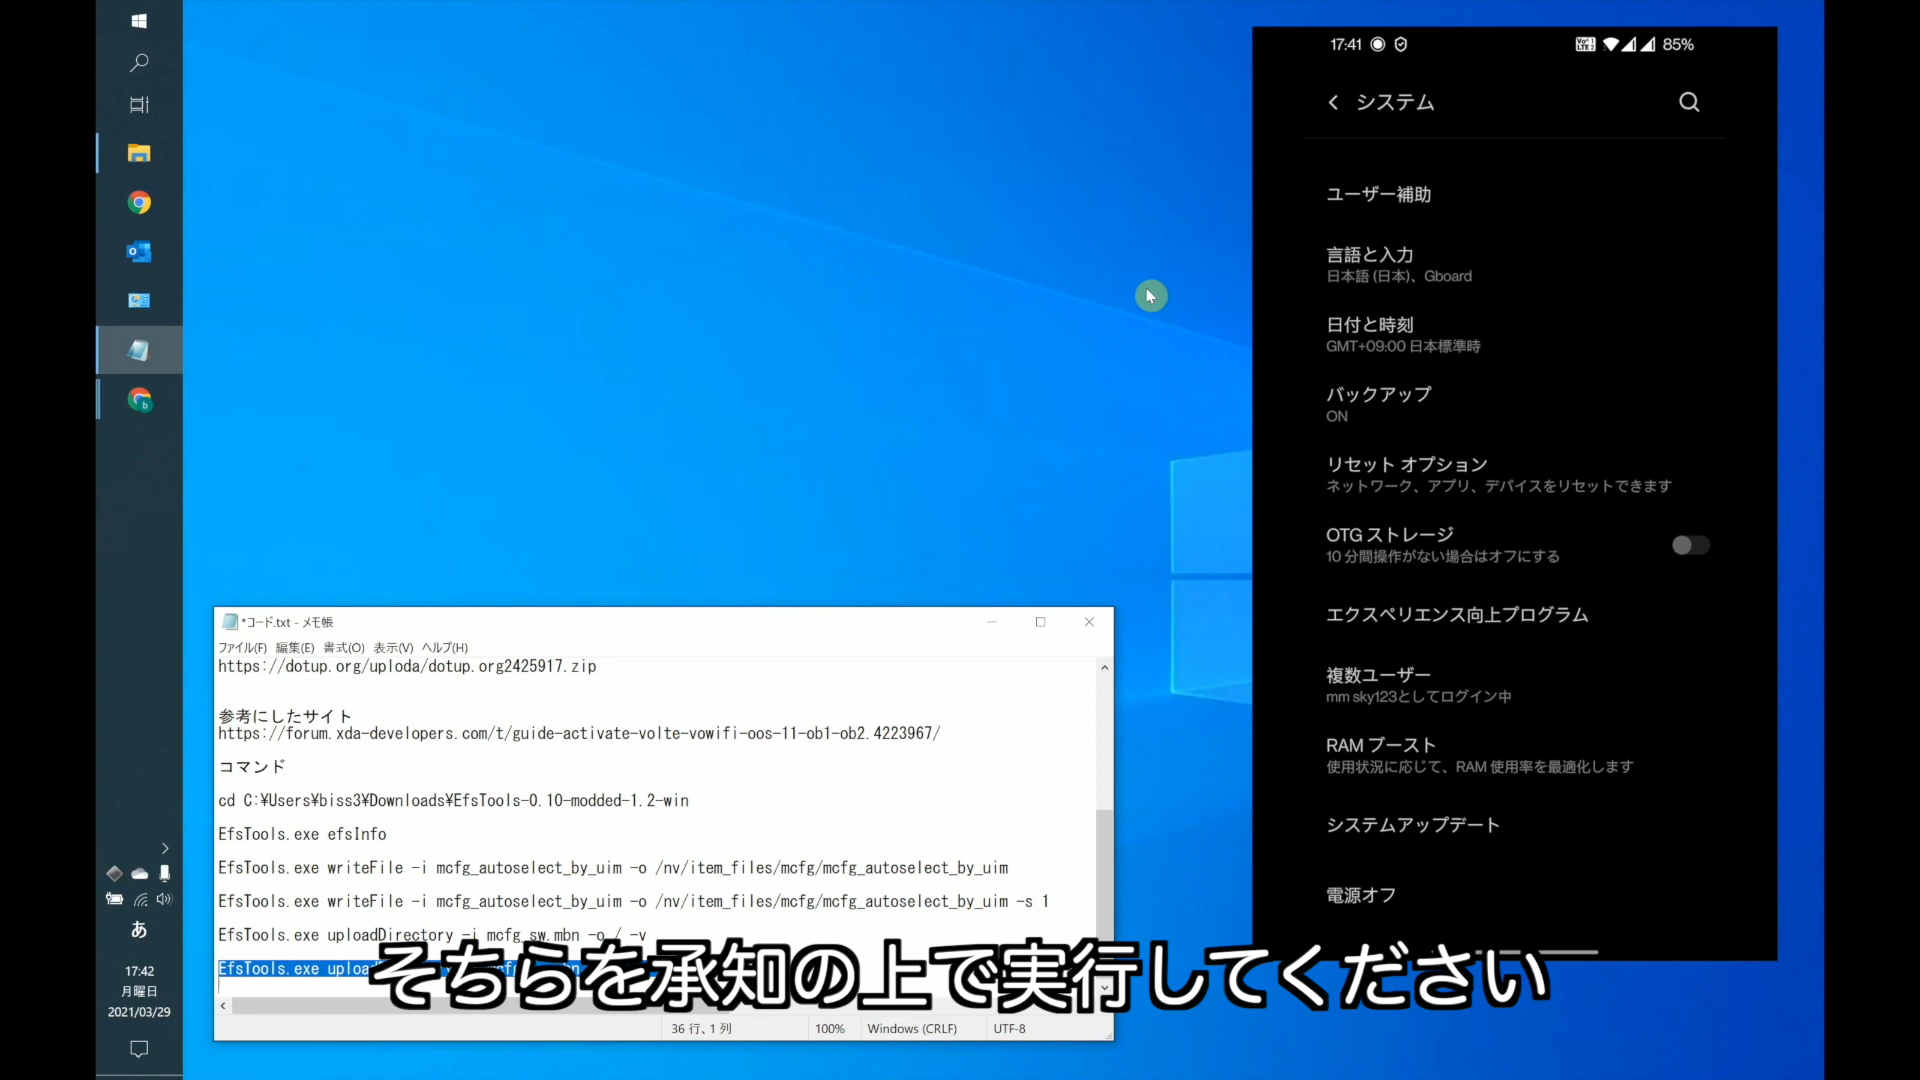 17:41
85%
システム
ユーザー補助
言語と入力
日本語 (日本)、Gboard
日付と時刻
GMT+09:00 日本標準時
バックアップ
ON
リセット オプション
ネットワーク、アプリ、デバイスをリセットできます
OTG ストレージ
10 分間操作がない場合はオフにする
エクスペリエンス向上プログラム
複数ユーザー
mm sky123としてログイン中
RAM ブースト
使用状況に応じて、RAM 使用率を最適化します
システムアップデート
電源オフ
*コード.txt - メモ帳
ファイル(F) 編集(E) 書式(O) 表示(V) ヘルプ(H)
https://dotup.org/uploda/dotup.org2425917.zip
参考にしたサイト
https://forum.xda-developers.com/t/guide-activate-volte-vowifi-oos-11-ob1-ob2.4223967/
コマンド
cd C:¥Users¥biss3¥Downloads¥EfsTools-0.10-modded-1.2-win
EfsTools.exe efsInfo
EfsTools.exe writeFile -i mcfg_autoselect_by_uim -o /nv/item_files/mcfg/mcfg_autoselect_by_uim
EfsTools.exe writeFile -i mcfg_autoselect_by_uim -o /nv/item_files/mcfg/mcfg_autoselect_by_uim -s 1
EfsTools.exe uploadDirectory -i mcfg_sw.mbn -o / -v
EfsTools.exe
そちらを承知の上で実行してください
36 行、1 列
100%
Windows (CRLF)
UTF-8
あ
17:42
月曜日
2021/03/29